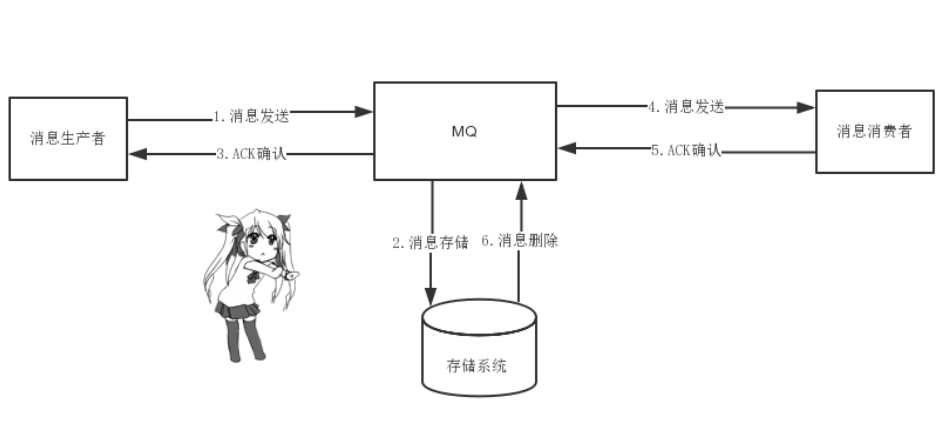 1.消息发送
4.消息发送
消息生产者
MQ
消息消费者
3.ACK确认
5.ACK确认
2.消息存储
6.消息删除
存储系统